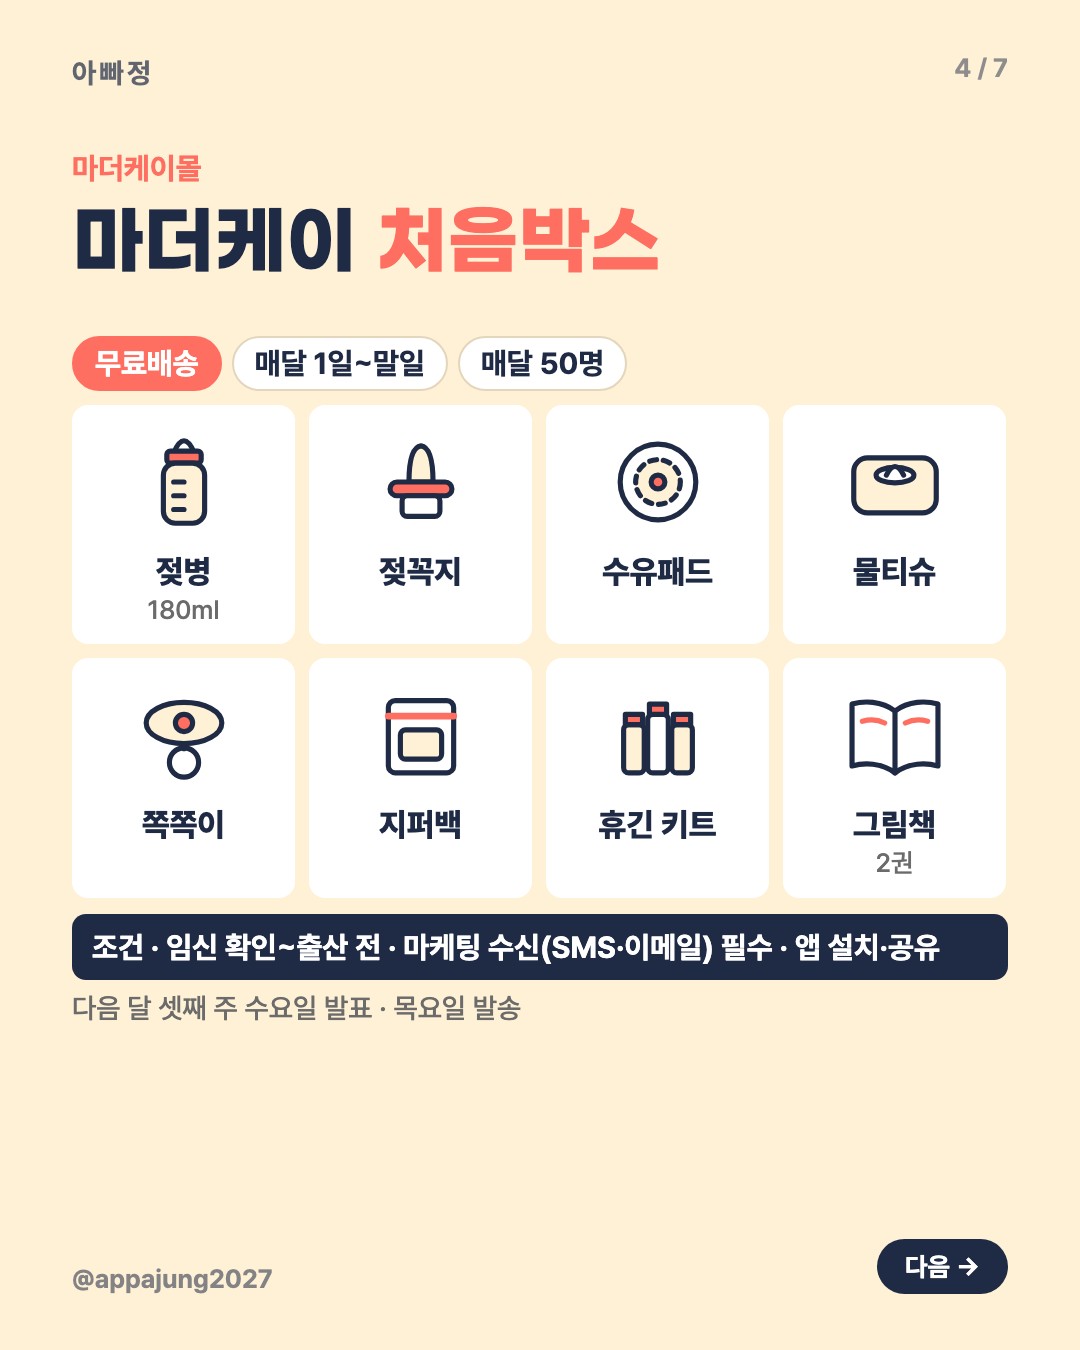 아빠정
4 / 7
마더케이몰
마더케이 처음박스
무료배송 매달 1일~말일 매달 50명
젖병 젖꼭지 수유패드 물티슈
180ml
쪽쪽이 지퍼백 휴긴 키트 그림책
2권
조건 · 임신 확인~출산 전 · 마케팅 수신(SMS·이메일) 필수 · 앱 설치·공유
다음 달 셋째 주 수요일 발표 · 목요일 발송
@appajung2027
다음 →